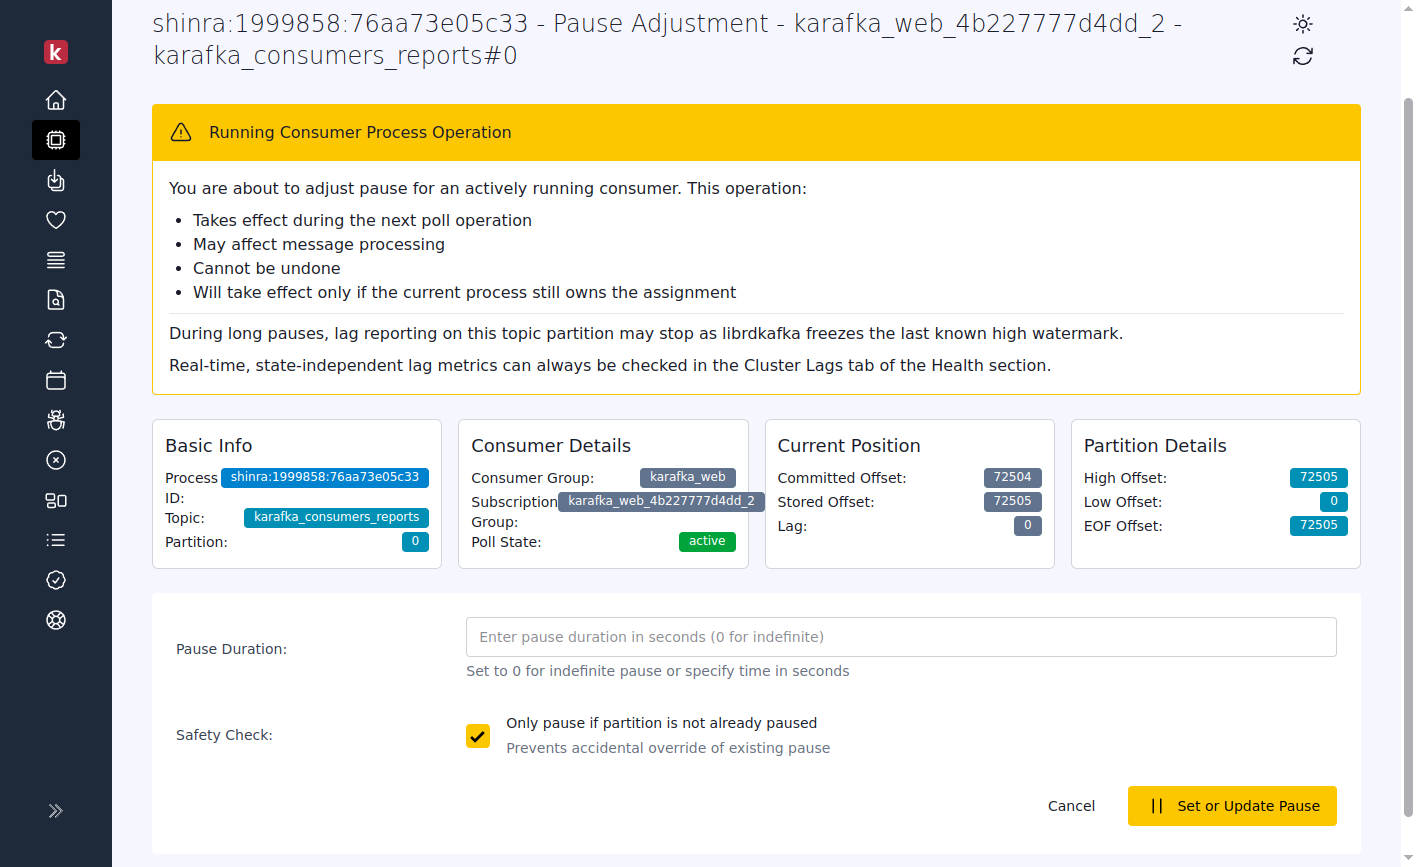 shinra:1999858:76aa73e05c33 - Pause Adjustment - karafka_web_4b227777d4dd_2 -
karafka_consumers_reports#0
k
Running Consumer Process Operation
You are about to adjust pause for an actively running consumer. This operation:
Takes effect during the next poll operation
May affect message processing
Cannot be undone
Will take effect only if the current process still owns the assignment
During long pauses, lag reporting on this topic partition may stop as librdkafka freezes the last known high watermark.
Real-time, state-independent lag metrics can always be checked in the Cluster Lags tab of the Health section.
Basic Info
Process shinra:1999858:76aa73e05c33
ID:
Topic: karafka_consumers_reports
Partition: 0
Consumer Details
Consumer Group: karafka_web
Subscription karafka_web_4b227777d4dd_2
Group:
Poll State: active
Current Position
Committed Offset: 72504
Stored Offset: 72505
Lag: 0
Partition Details
High Offset: 72505
Low Offset: 0
EOF Offset: 72505
Pause Duration:
Enter pause duration in seconds (0 for indefinite)
Set to 0 for indefinite pause or specify time in seconds
Safety Check:
Only pause if partition is not already paused
Prevents accidental override of existing pause
Cancel
Set or Update Pause